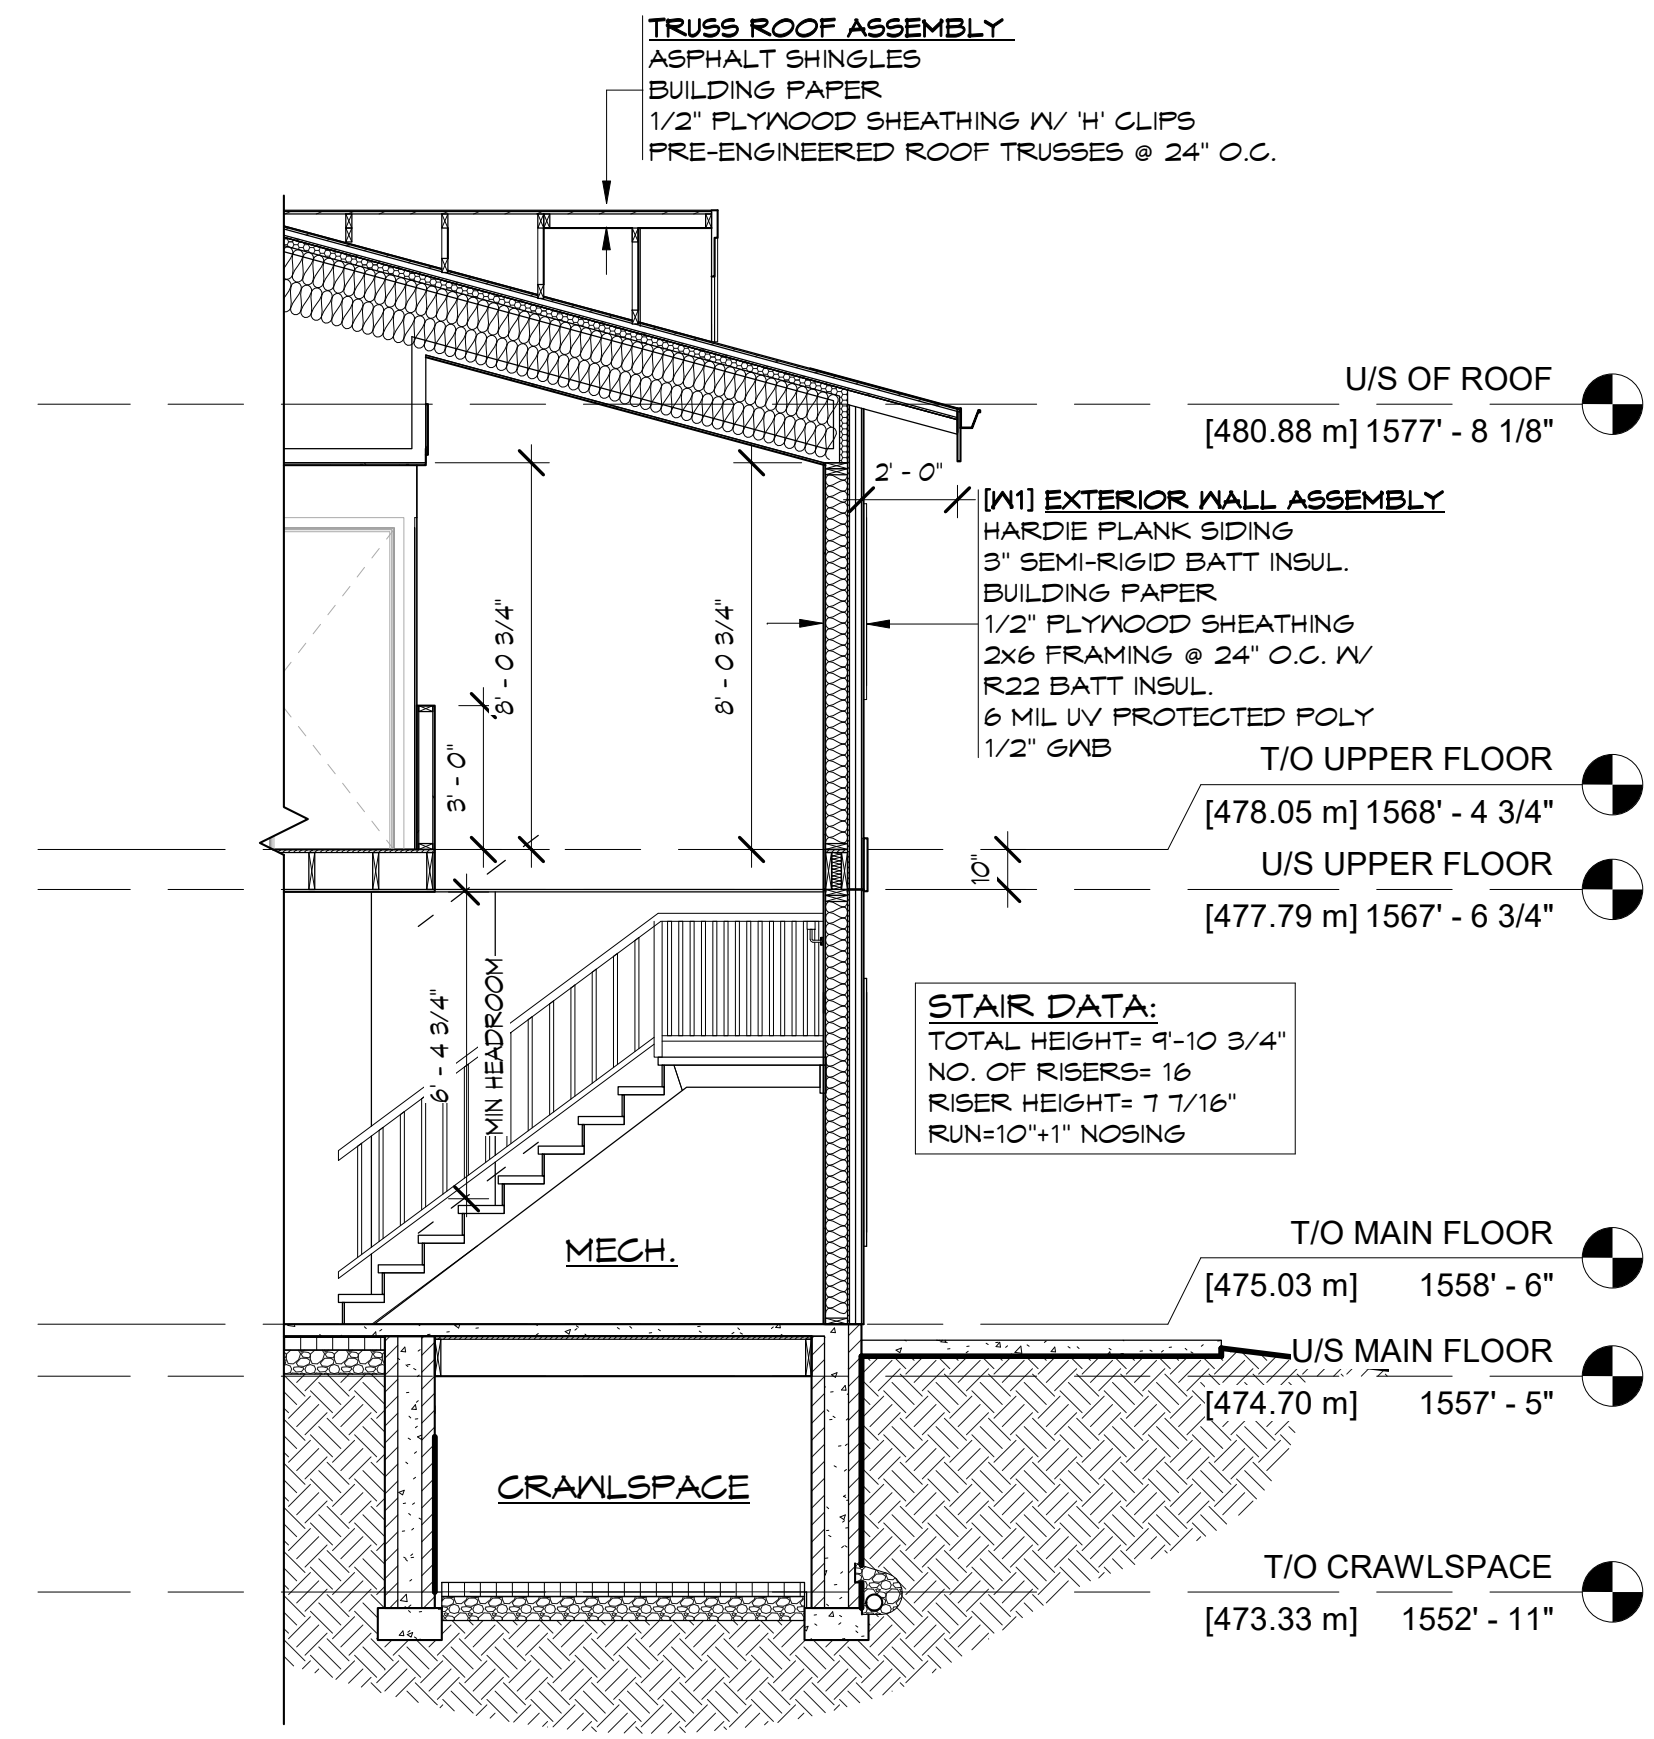 TRUSS ROOF ASSEMBLY
ASPHALT SHINGLES
BUILDING PAPER
1/2" PLYWOOD SHEATHING W/ 'H' CLIPS
PRE-ENGINEERED ROOF TRUSSES @ 24" O.C.
U/S OF ROOF
[480.88 m] 1577' - 8 1/8"
2' - 0"
[W1] EXTERIOR WALL ASSEMBLY
HARDIE PLANK SIDING
3" SEMI-RIGID BATT INSUL.
BUILDING PAPER
1/2" PLYWOOD SHEATHING
2x6 FRAMING @ 24" O.C. W/
R22 BATT INSUL.
6 MIL UV PROTECTED POLY
1/2" GWB
8' - 0 3/4"
8' - 0 3/4"
3' - 0"
T/O UPPER FLOOR
[478.05 m] 1568' - 4 3/4"
10"
U/S UPPER FLOOR
[477.79 m] 1567' - 6 3/4"
6' - 4 3/4"
MIN HEADROOM
STAIR DATA:
TOTAL HEIGHT= 9'-10 3/4"
NO. OF RISERS= 16
RISER HEIGHT= 7 7/16"
RUN=10"+1" NOSING
MECH.
T/O MAIN FLOOR
[475.03 m] 1558' - 6"
U/S MAIN FLOOR
[474.70 m] 1557' - 5"
CRAWLSPACE
T/O CRAWLSPACE
[473.33 m] 1552' - 11"